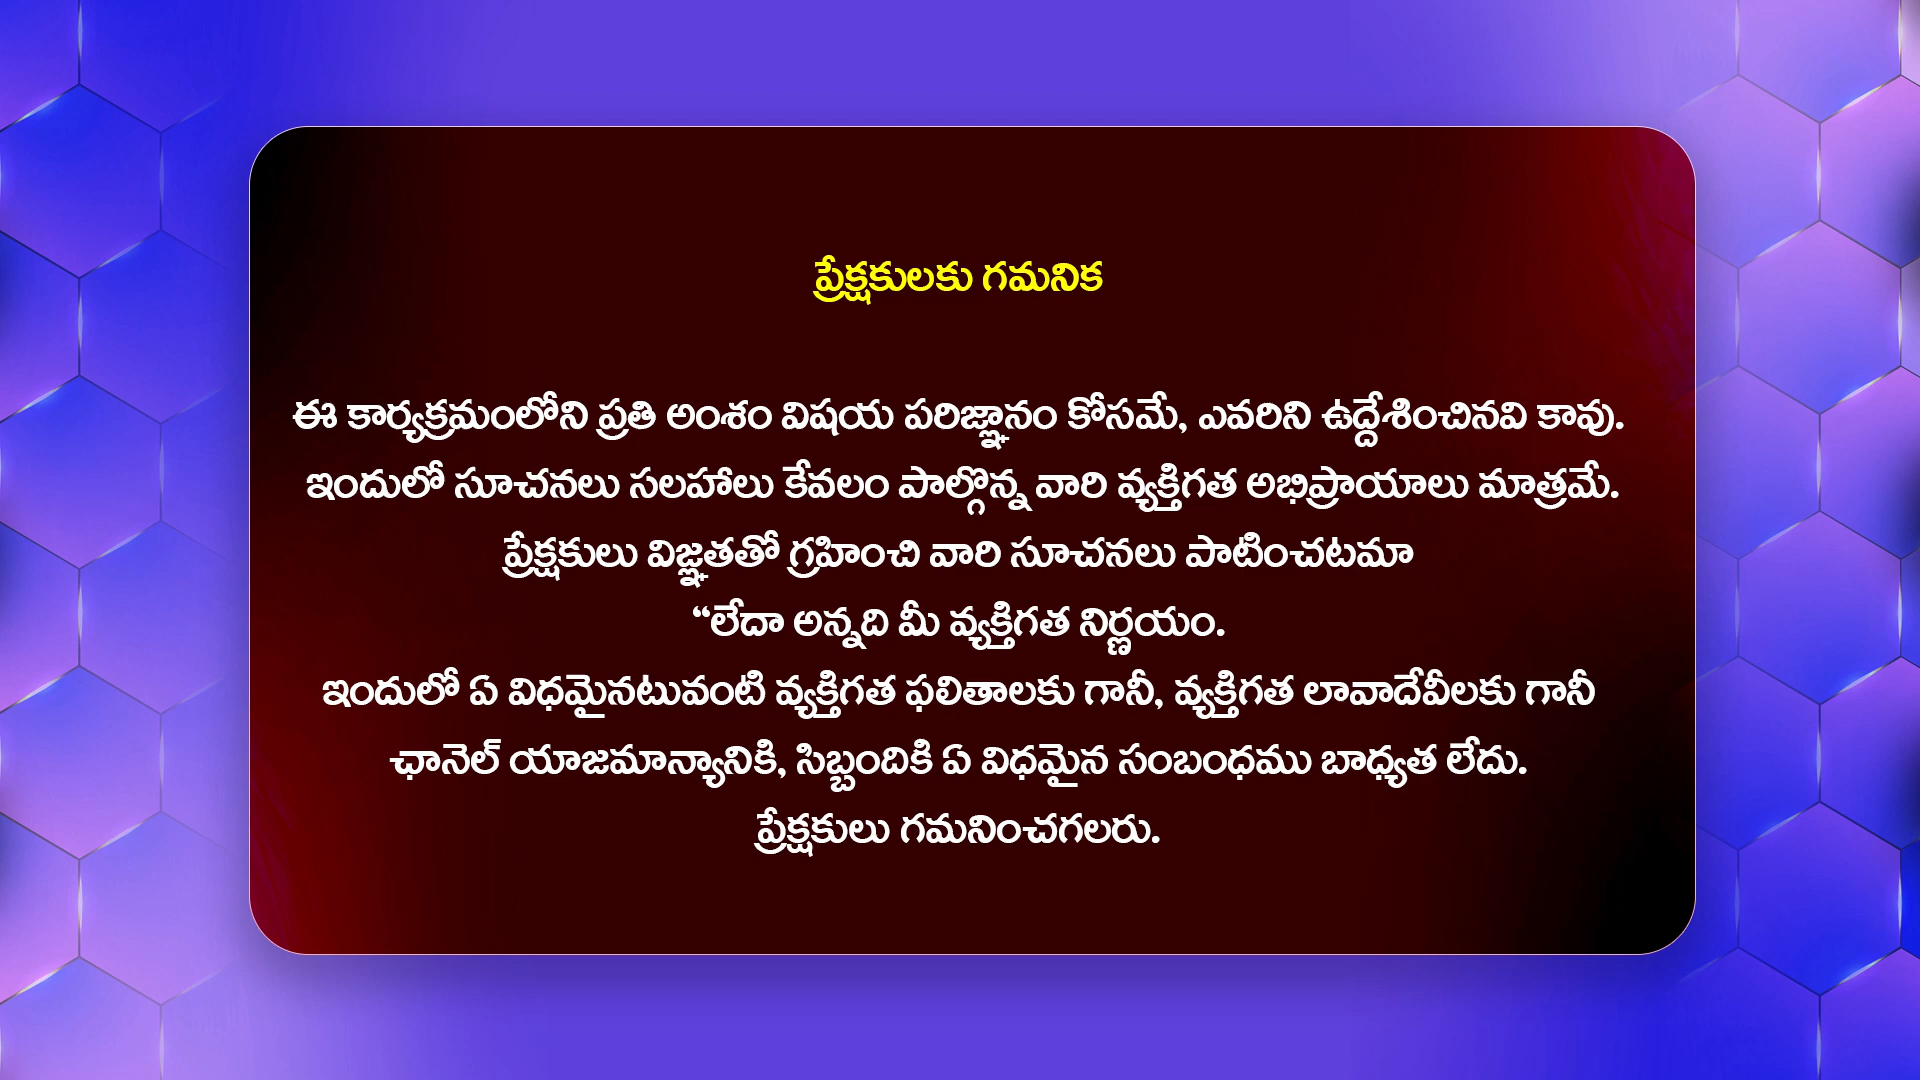 ప్రేక్షకులకు గమనిక
ఈ కార్యక్రమంలోని ప్రతి అంశం విషయ పరిజ్ఞానం కోసమే, ఎవరిని ఉద్దేశించినవి కావు.
ఇందులో సూచనలు సలహాలు కేవలం పాల్గొన్న వారి వ్యక్తిగత అభిప్రాయాలు మాత్రమే.
ప్రేక్షకులు విజ్ఞతతో గ్రహించి వారి సూచనలు పాటించటమా
“లేదా అన్నది మీ వ్యక్తిగత నిర్ణయం.
ఇందులో ఏ విధమైనటువంటి వ్యక్తిగత ఫలితాలకు గానీ, వ్యక్తిగత లావాదేవీలకు గానీ
ఛానెల్ యాజమాన్యానికి, సిబ్బందికి ఏ విధమైన సంబంధము బాధ్యత లేదు.
ప్రేక్షకులు గమనించగలరు.